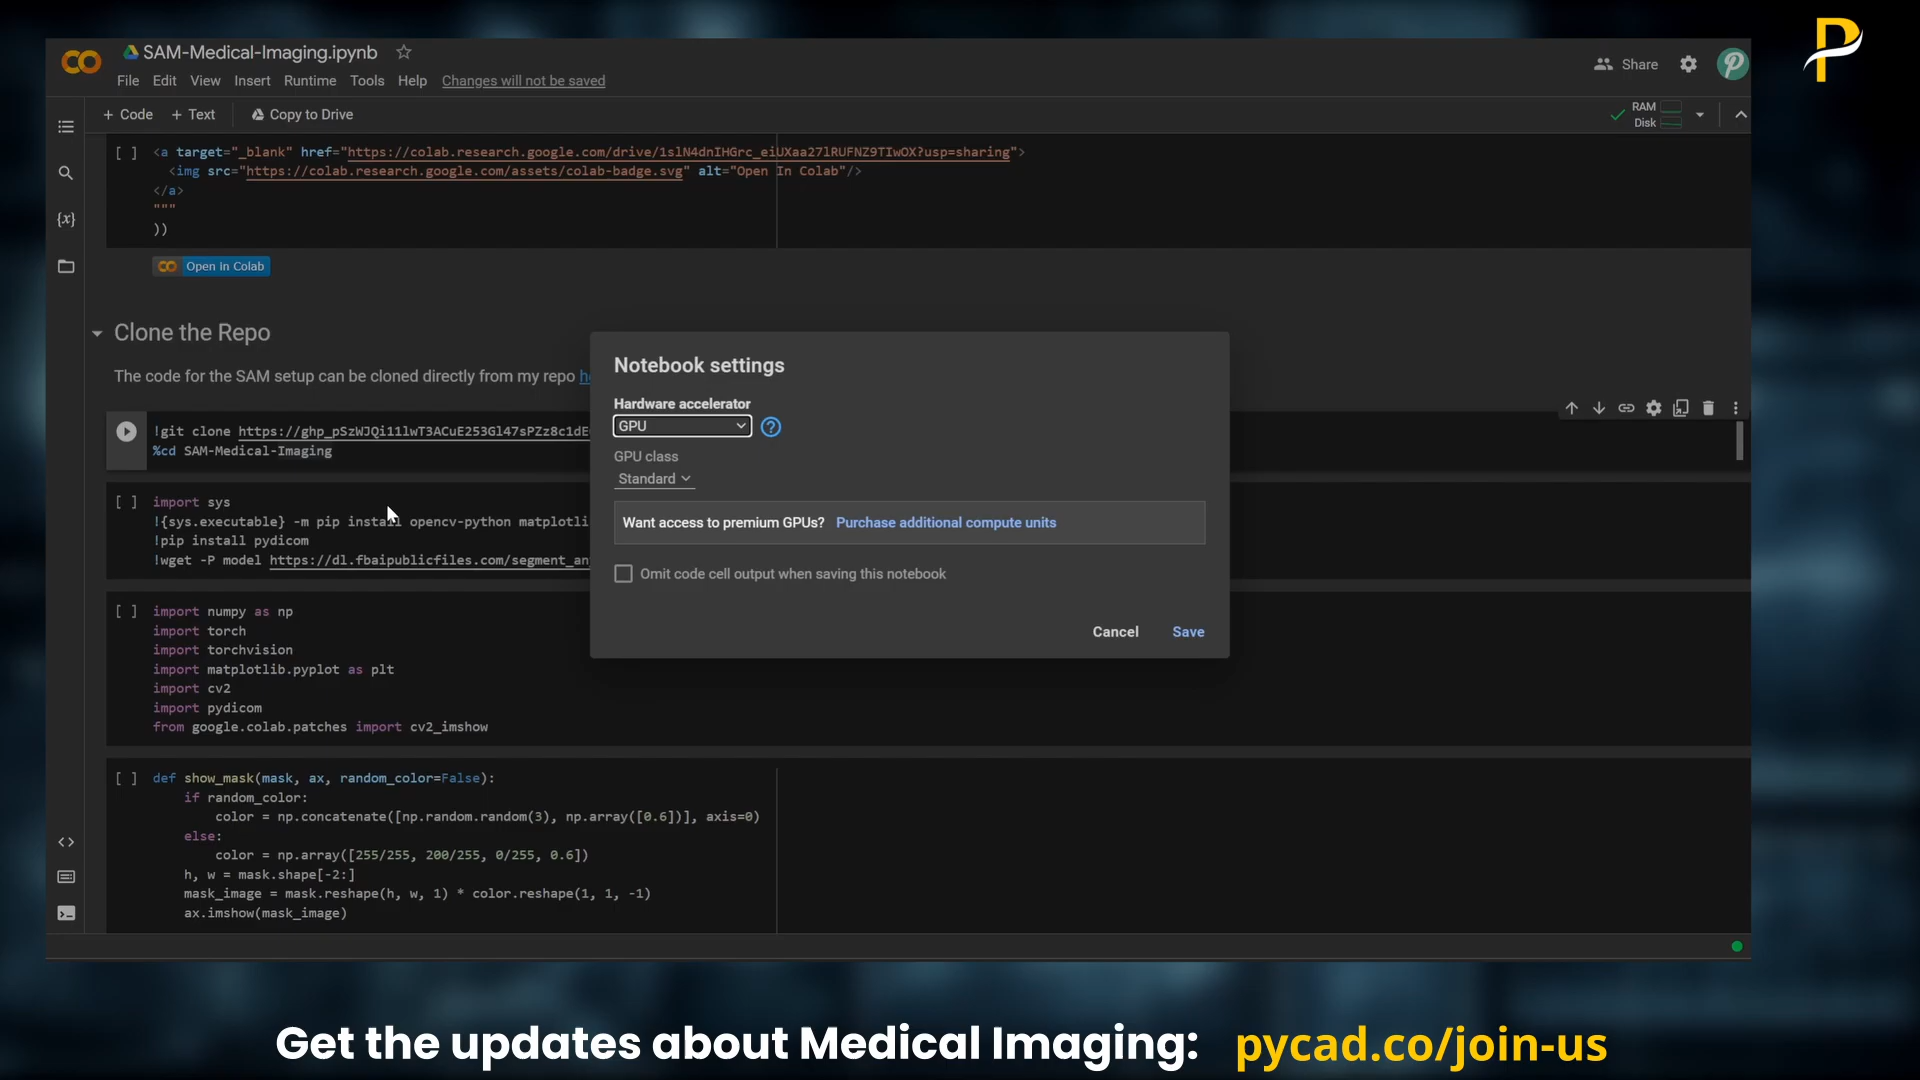 SAM-Medical-Imaging.ipynb
File Edit View Insert Runtime Tools Help Changes will not be saved
Share
+ Code + Text Copy to Drive
RAM
Disk
[ ] <a target="_blank" href="https://colab.research.google.com/drive/1slN4dnIHGrc_eiUXaa27lRUFNZ9TIwOX?usp=sharing">
<img src="https://colab.research.google.com/assets/colab-badge.svg" alt="Open In Colab"/>
</a>
"""
))
Open in Colab
Clone the Repo
The code for the SAM setup can be cloned directly from my repo
!git clone
%cd SAM-Medical-Imaging
[ ] import sys
!{sys.executable} -m pip install opencv-python matplotli
!pip install pydicom
!wget -P model https://dl.fbaipublicfiles.com/segment_an
[ ] import numpy as np
import torch
import torchvision
import matplotlib.pyplot as plt
import cv2
import pydicom
from google.colab.patches import cv2_imshow
[ ] def show_mask(mask, ax, random_color=False):
if random_color:
color = np.concatenate([np.random.random(3), np.array([0.6])], axis=0)
else:
color = np.array([255/255, 200/255, 0/255, 0.6])
h, w = mask.shape[-2:]
mask_image = mask.reshape(h, w, 1) * color.reshape(1, 1, -1)
ax.imshow(mask_image)
Notebook settings
Hardware accelerator
GPU
GPU class
Standard
Want access to premium GPUs? Purchase additional compute units
Omit code cell output when saving this notebook
Cancel Save
Get the updates about Medical Imaging: pycad.co/join-us